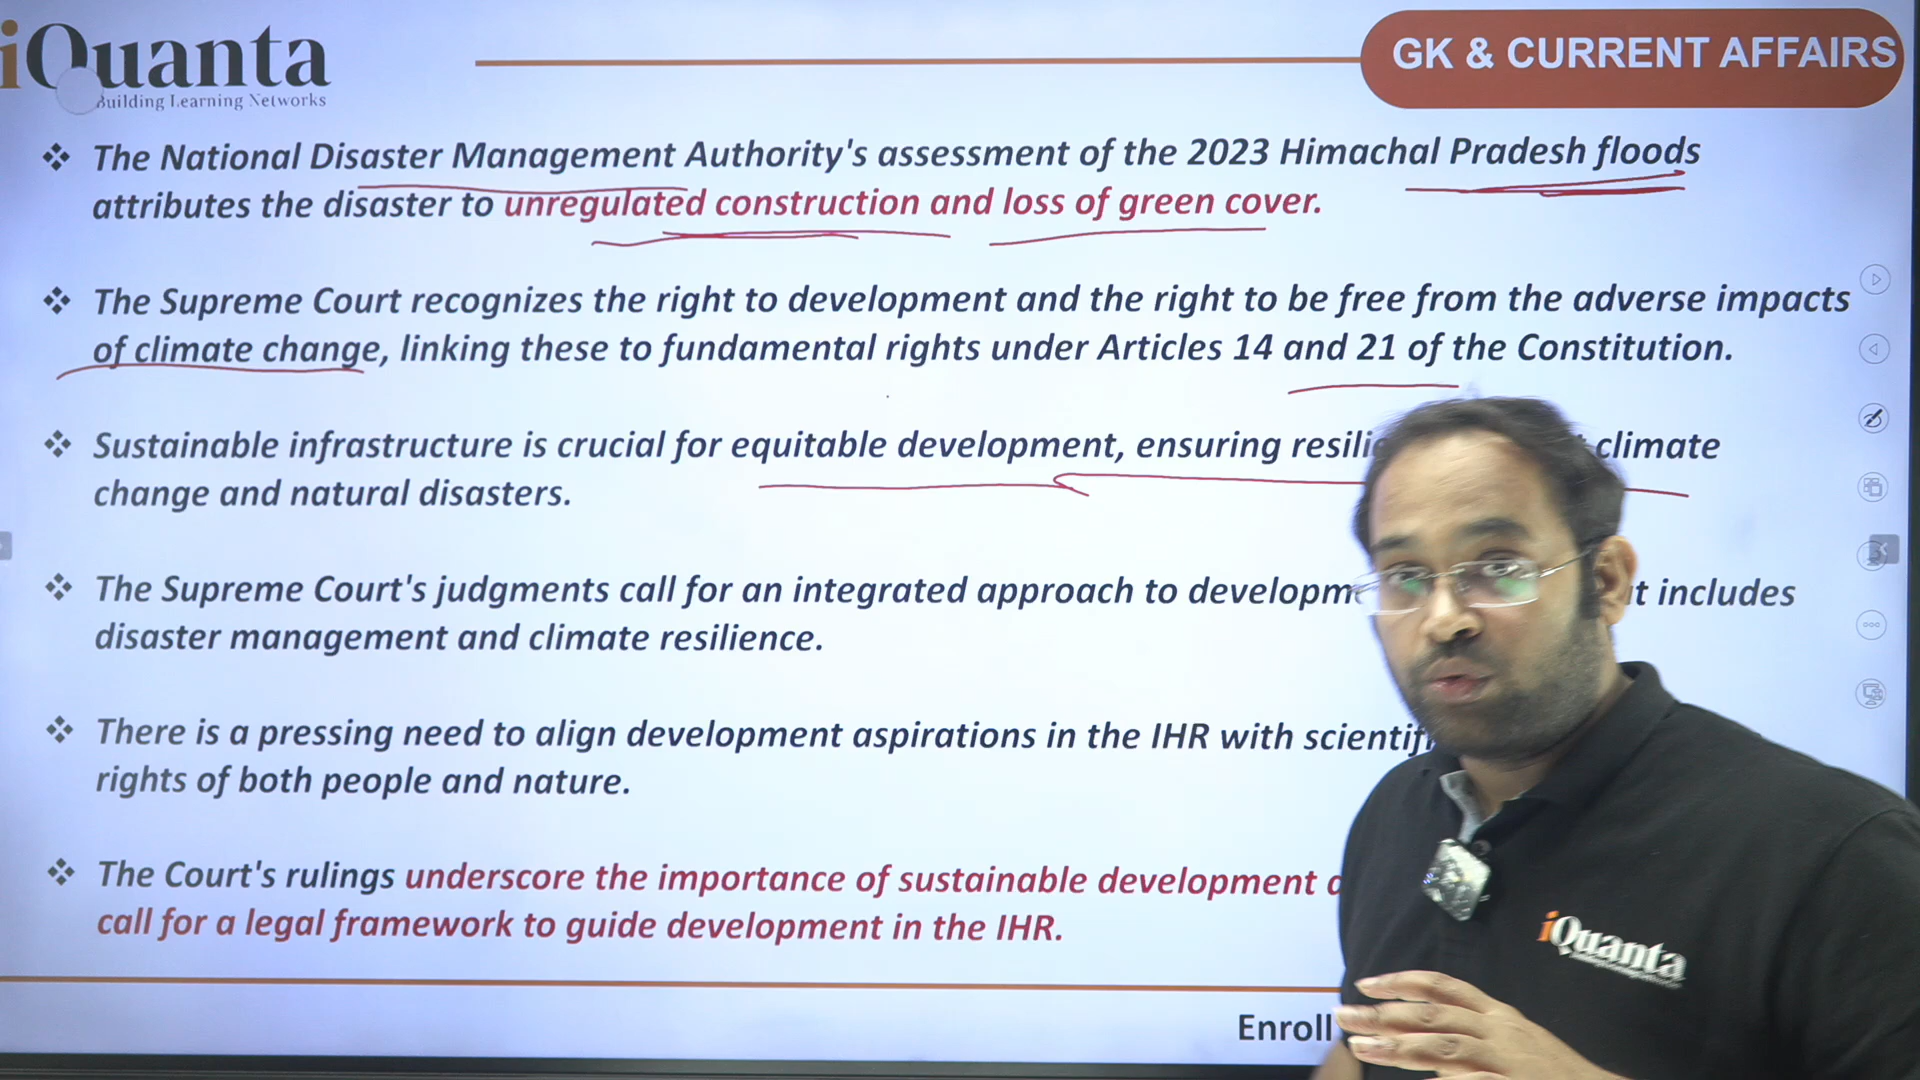 iQuanta
Building Learning Networks
GK & CURRENT AFFAIRS
❖ The National Disaster Management Authority's assessment of the 2023 Himachal Pradesh floods
attributes the disaster to unregulated construction and loss of green cover.
❖ The Supreme Court recognizes the right to development and the right to be free from the adverse impacts
of climate change, linking these to fundamental rights under Articles 14 and 21 of the Constitution.
❖ Sustainable infrastructure is crucial for equitable development, ensuring climate
change and natural disasters.
❖ The Supreme Court's judgments call for an integrated approach to includes
disaster management and climate resilience.
❖ There is a pressing need to align development aspirations in the IHR with
rights of both people and nature.
❖ The Court's rulings underscore the importance of sustainable development
call for a legal framework to guide development in the IHR.
Enroll
iQuanta